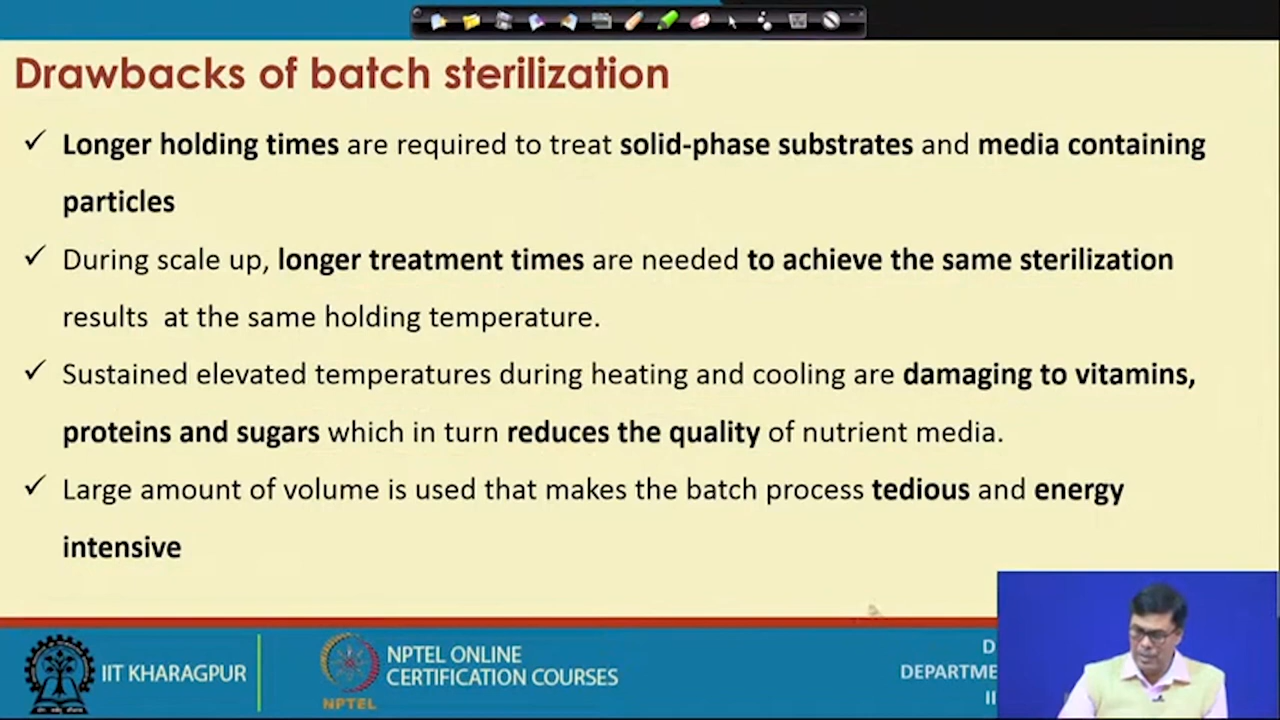 Drawbacks of batch sterilization
✓ Longer holding times are required to treat solid-phase substrates and media containing
particles
✓ During scale up, longer treatment times are needed to achieve the same sterilization
results at the same holding temperature.
✓ Sustained elevated temperatures during heating and cooling are damaging to vitamins,
proteins and sugars which in turn reduces the quality of nutrient media.
✓ Large amount of volume is used that makes the batch process tedious and energy
intensive
IIT KHARAGPUR
NPTEL
NPTEL ONLINE
CERTIFICATION COURSES
D
DEPARTME
II